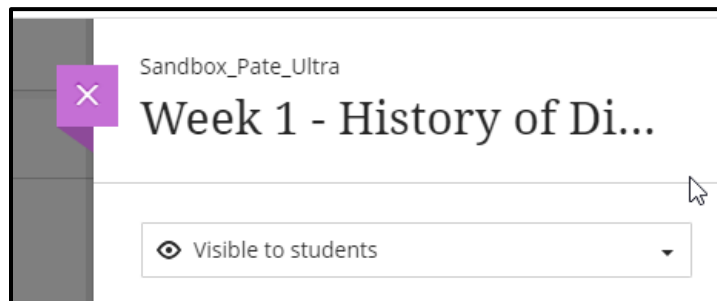 Sandbox_Pate_Ultra
Week 1 - History of Di...
Visible to students